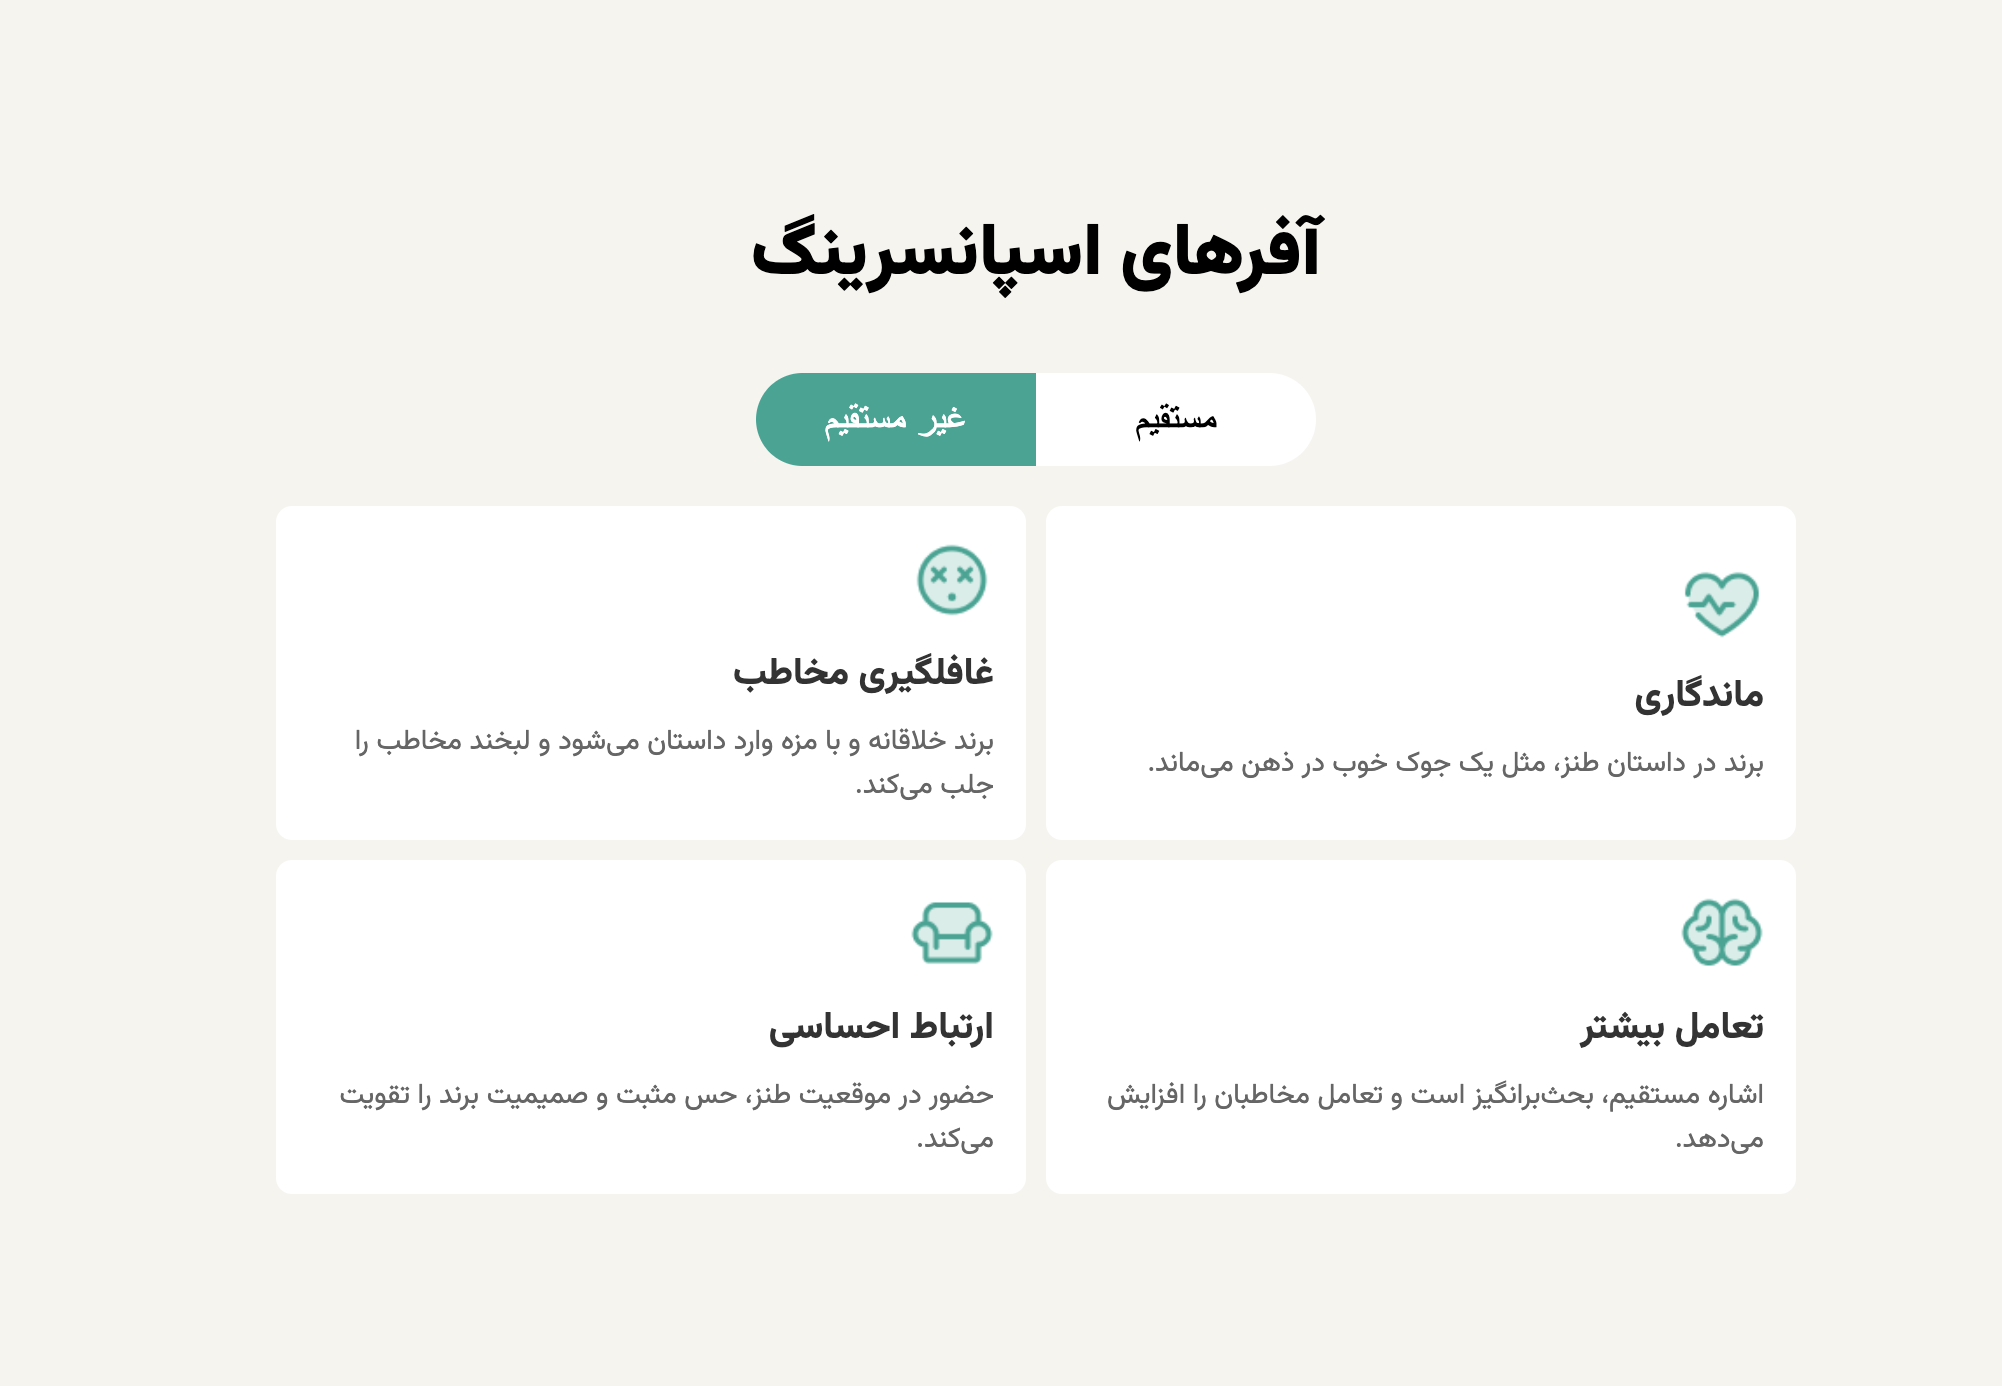 آفرهای اسپانسرینگ
مستقیم
غیر مستقیم
ماندگاری
برند در داستان طنز، مثل یک جوک خوب در ذهن می‌ماند.
غافلگیری مخاطب
برند خلاقانه و با مزه وارد داستان می‌شود و لبخند مخاطب را
جلب می‌کند.
تعامل بیشتر
اشاره مستقیم، بحث‌برانگیز است و تعامل مخاطبان را افزایش
می‌دهد.
ارتباط احساسی
حضور در موقعیت طنز، حس مثبت و صمیمیت برند را تقویت
می‌کند.